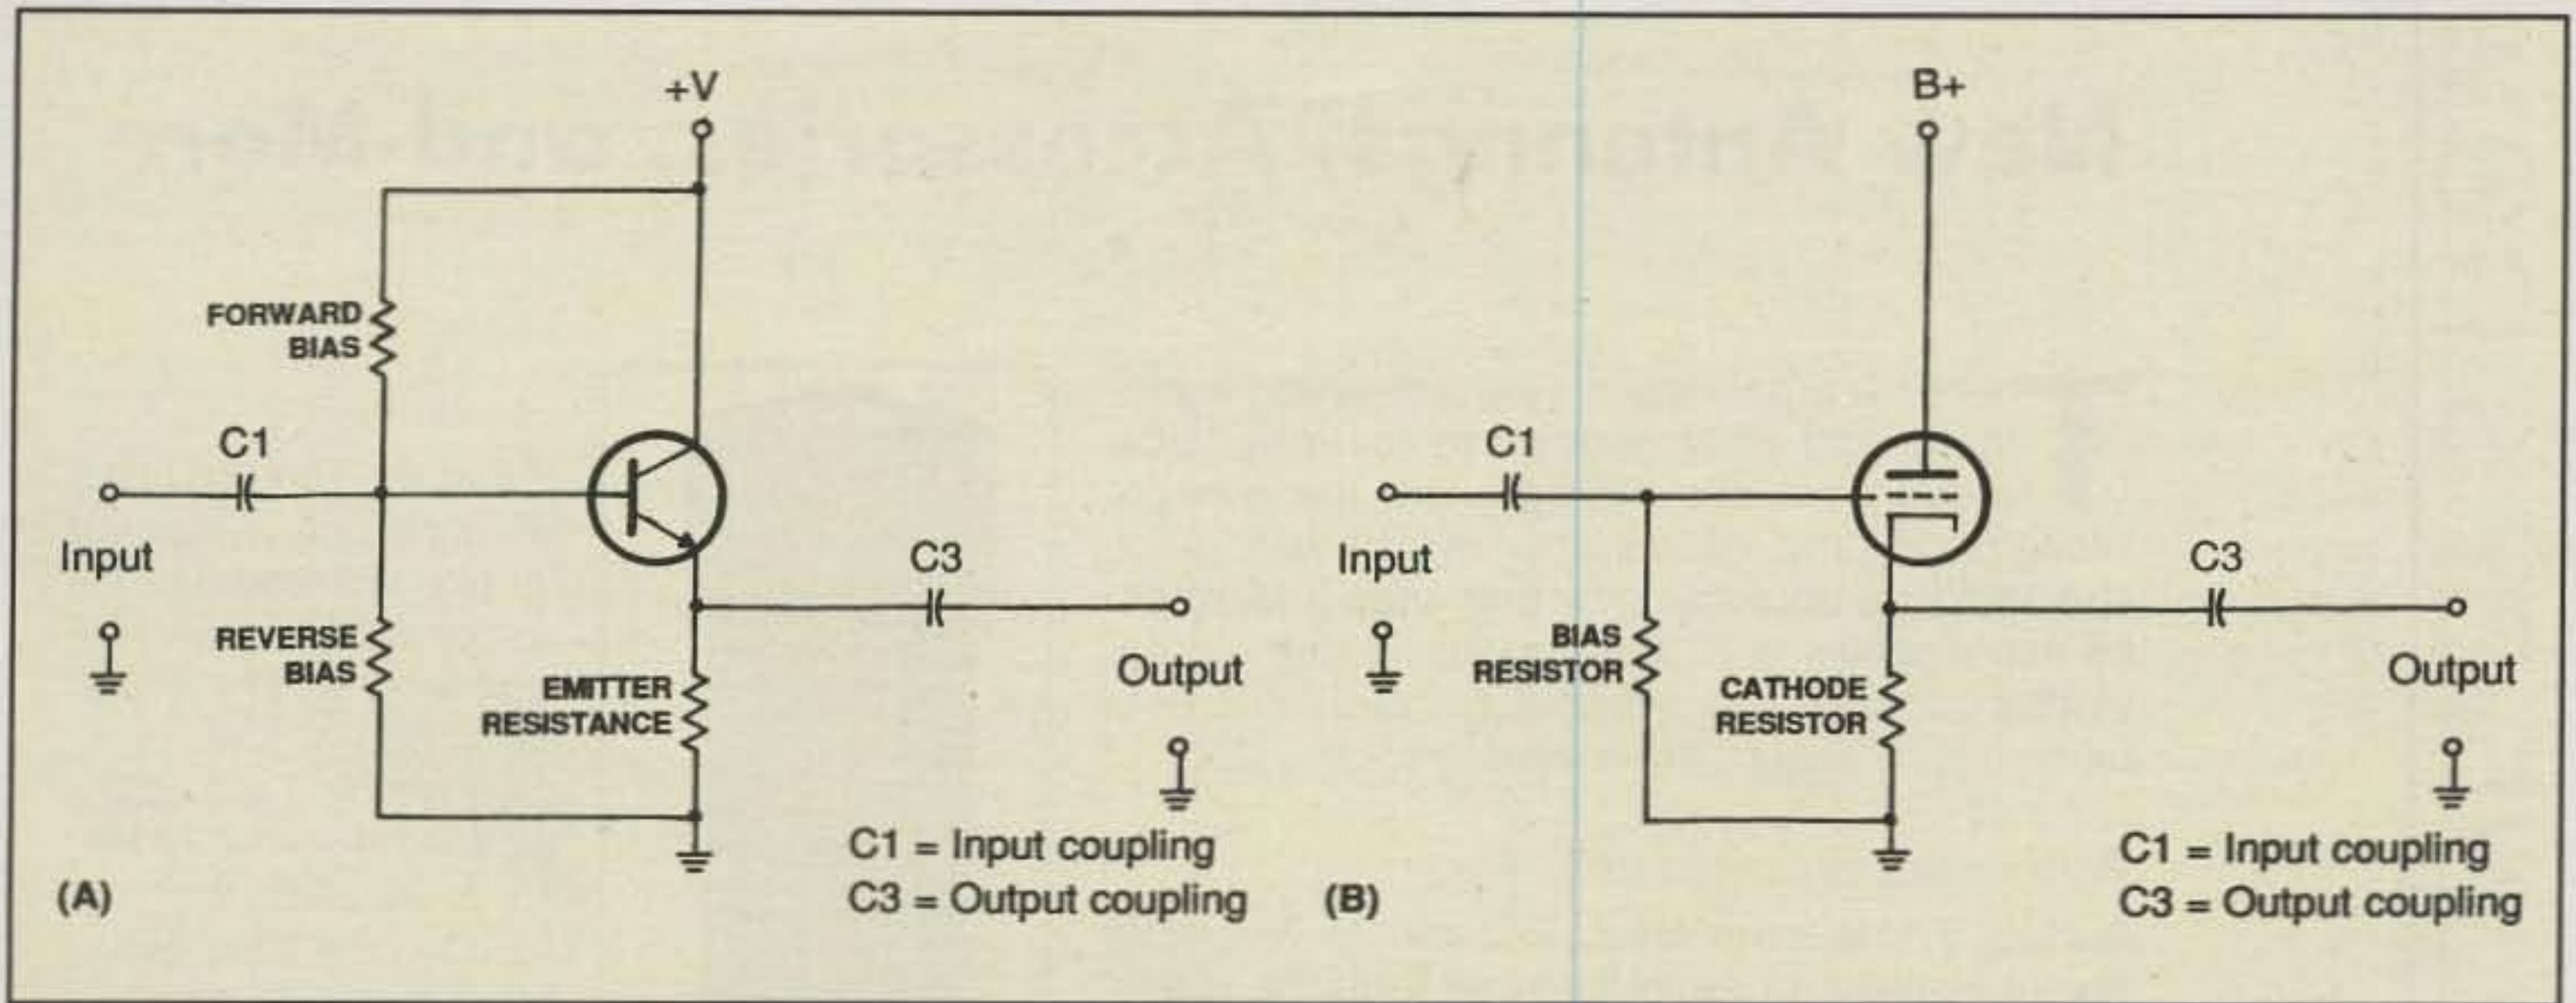 +V
FORWARD
BIAS
C1
Input
REVERSE
BIAS
EMITTER
RESISTANCE
C3
Output
C1 = Input coupling
C3 = Output coupling
(A)
B+
C1
Input
BIAS
RESISTOR
CATHODE
RESISTOR
C3
Output
C1 = Input coupling
C3 = Output coupling
(B)